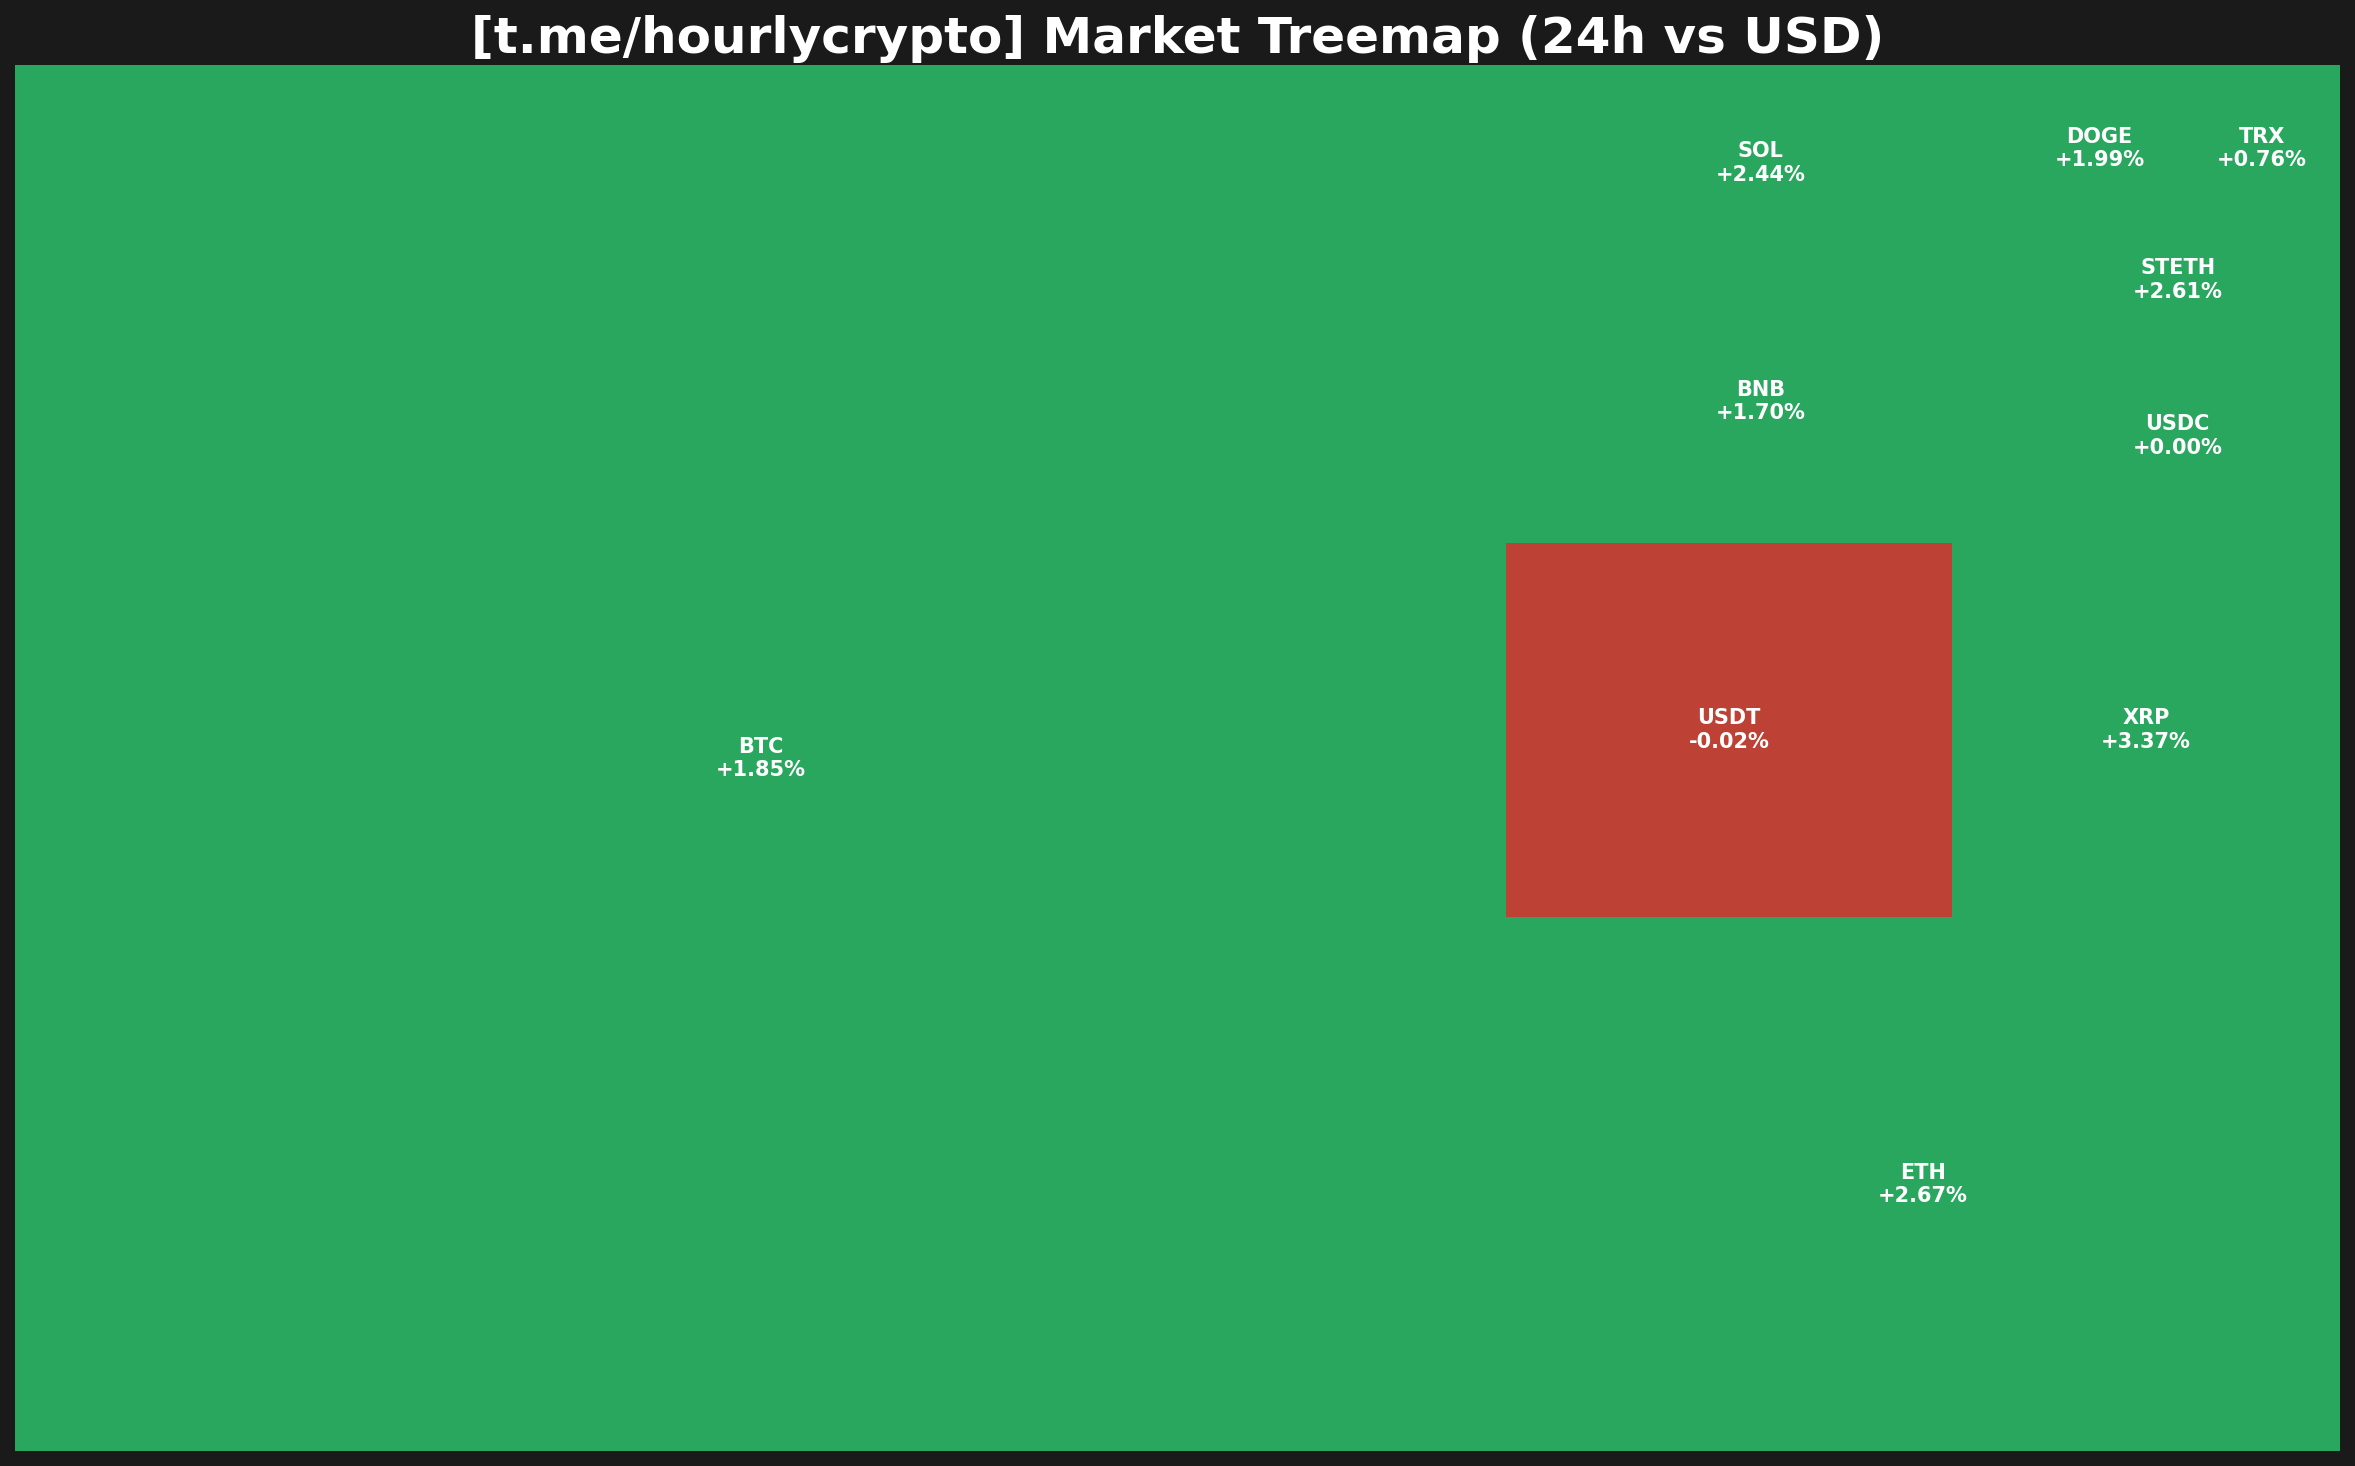 [t.me/hourlycrypto] Market Treemap (24h vs USD)
SOL
+2.44%
DOGE
+1.99%
TRX
+0.76%
STETH
+2.61%
BNB
+1.70%
USDC
+0.00%
USDT
-0.02%
XRP
+3.37%
BTC
+1.85%
ETH
+2.67%